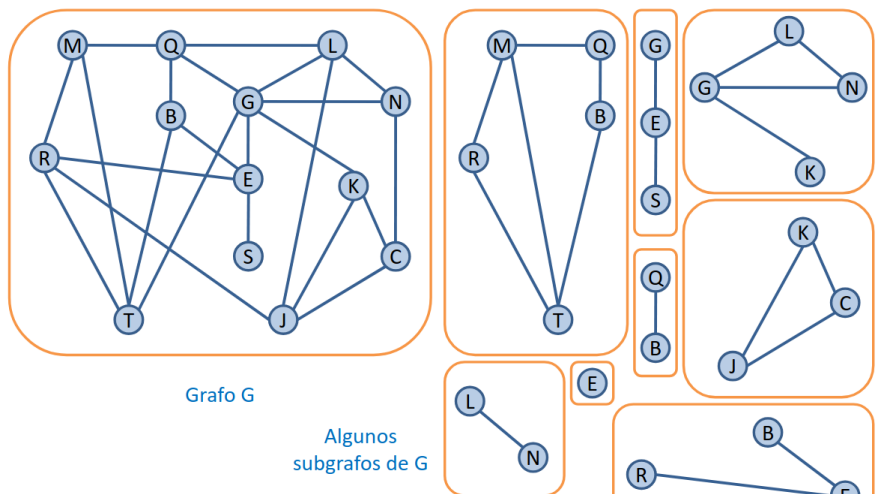 M Q L
G N
B
R E K
S C
T J
Grafo G
M Q
B
R
T
G
E
S
L
G N
K
Q
B
K
C
J
E
L
N
Algunos
subgrafos de G
B
R
E